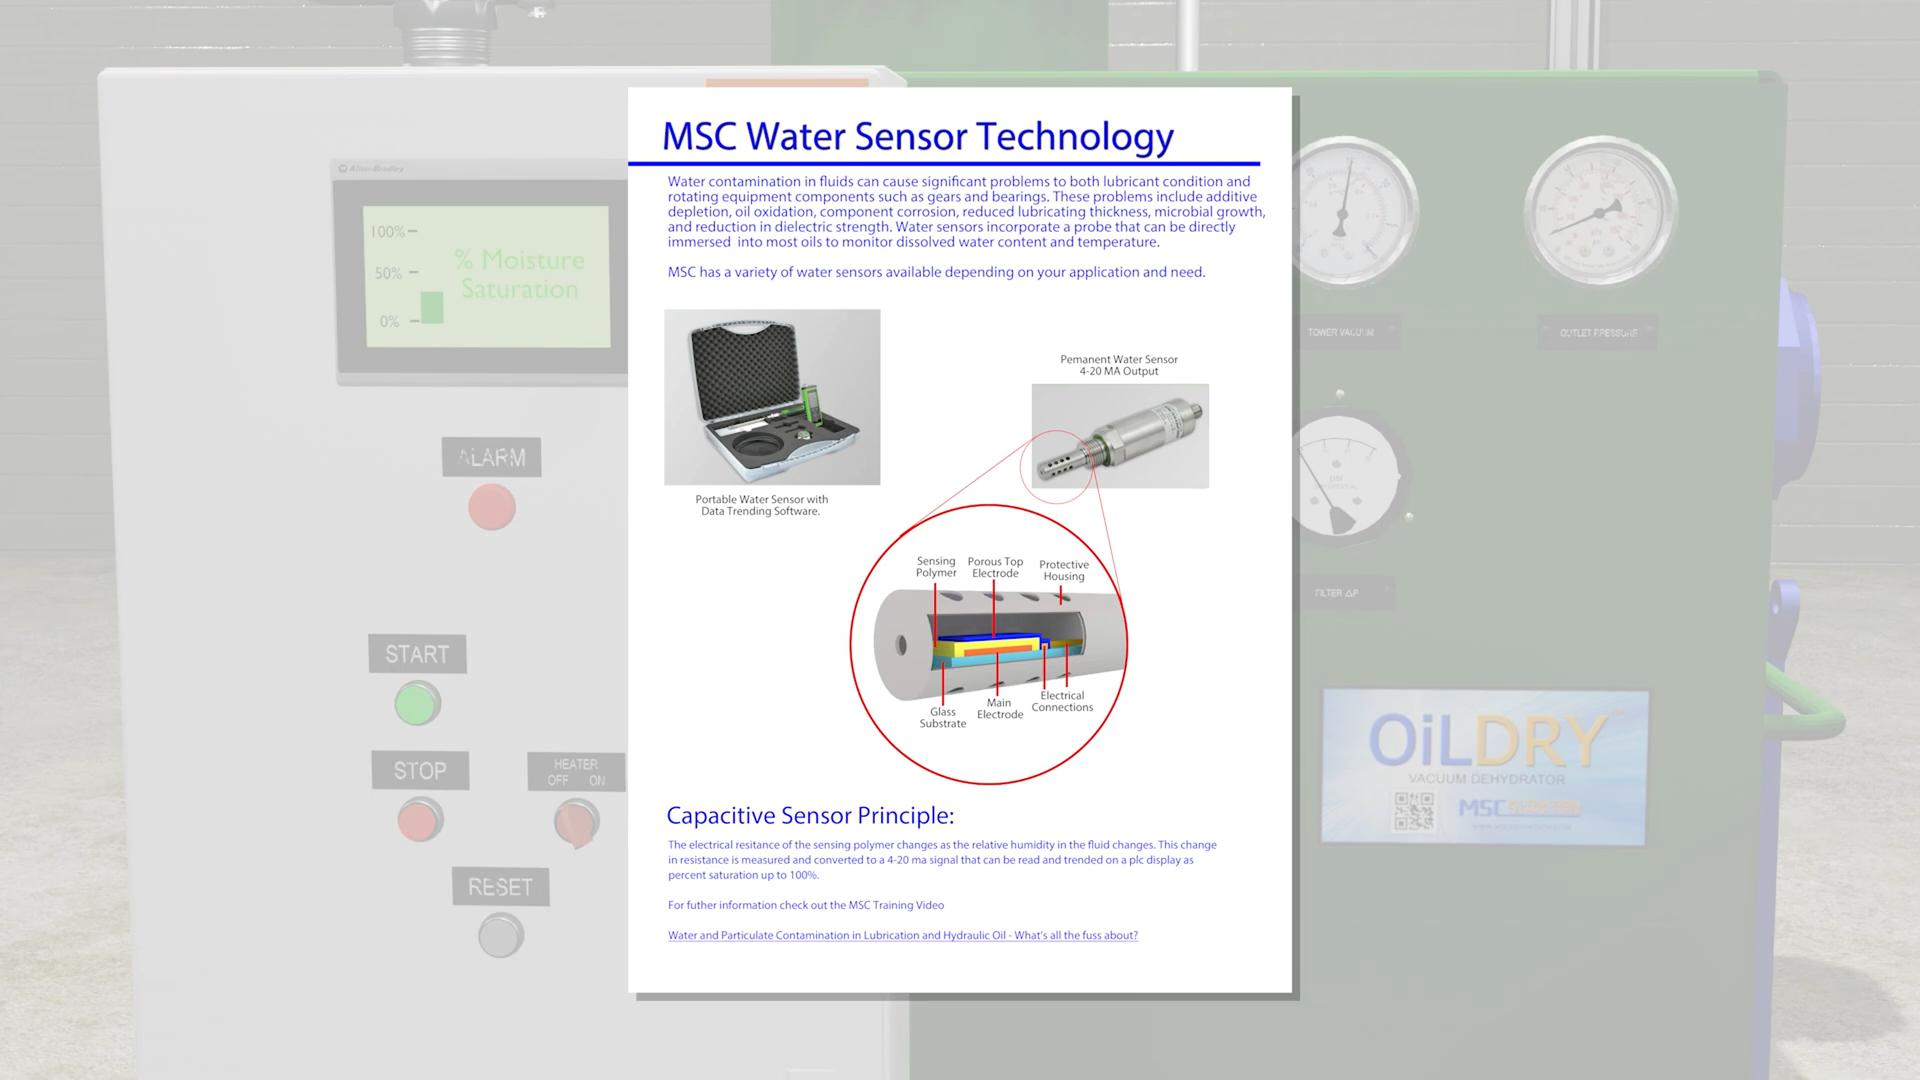 MSC Water Sensor Technology
Water contamination in fluids can cause significant problems to both lubricant condition and
rotating equipment components such as gears and bearings. These problems include additive
depletion, oil oxidation, component corrosion, reduced lubricating thickness, microbial growth,
and reduction in dielectric strength. Water sensors incorporate a probe that can be directly
immersed into most oils to monitor dissolved water content and temperature.
MSC has a variety of water sensors available depending on your application and need.
Portable Water Sensor with
Data Trending Software.
Pemanent Water Sensor
4-20 MA Output
Sensing
Polymer
Porous Top
Electrode
Protective
Housing
Glass
Substrate
Main
Electrode
Electrical
Connections
Capacitive Sensor Principle:
The electrical resitance of the sensing polymer changes as the relative humidity in the fluid changes. This change
in resistance is measured and converted to a 4-20 ma signal that can be read and trended on a plc display as
percent saturation up to 100%.
For futher information check out the MSC Training Video
Water and Particulate Contamination in Lubrication and Hydraulic Oil - What's all the fuss about?
Allen-Bradley
100%
50%
0%
% Moisture
Saturation
ALARM
START
STOP
HEATER
OFF ON
RESET
TOWER VACUUM
OUTLET PRESSURE
PSI
FILTER ΔP
OiLDRY™
VACUUM DEHYDRATOR
MSC